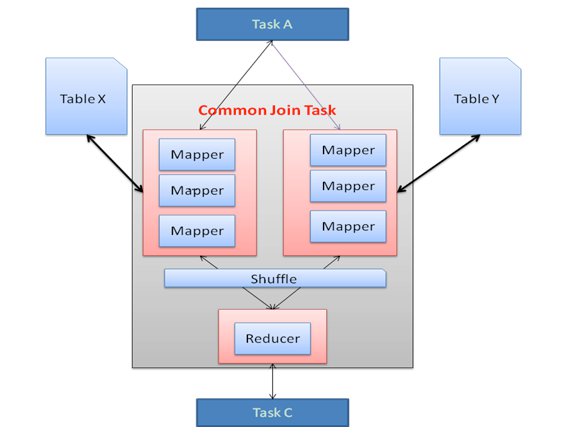 Task A
Table X
Table Y
Common Join Task
Mapper
Mapper
Mapper
Mapper
Mapper
Mapper
Shuffle
Reducer
Task C